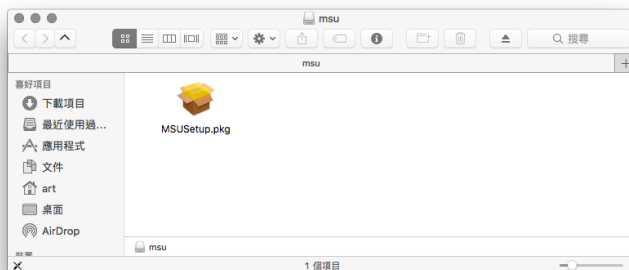 msu
搜尋
msu
喜好項目
下載項目
最近使用過...
應用程式
文件
art
桌面
AirDrop
MSUSetup.pkg
msu
1 個項目